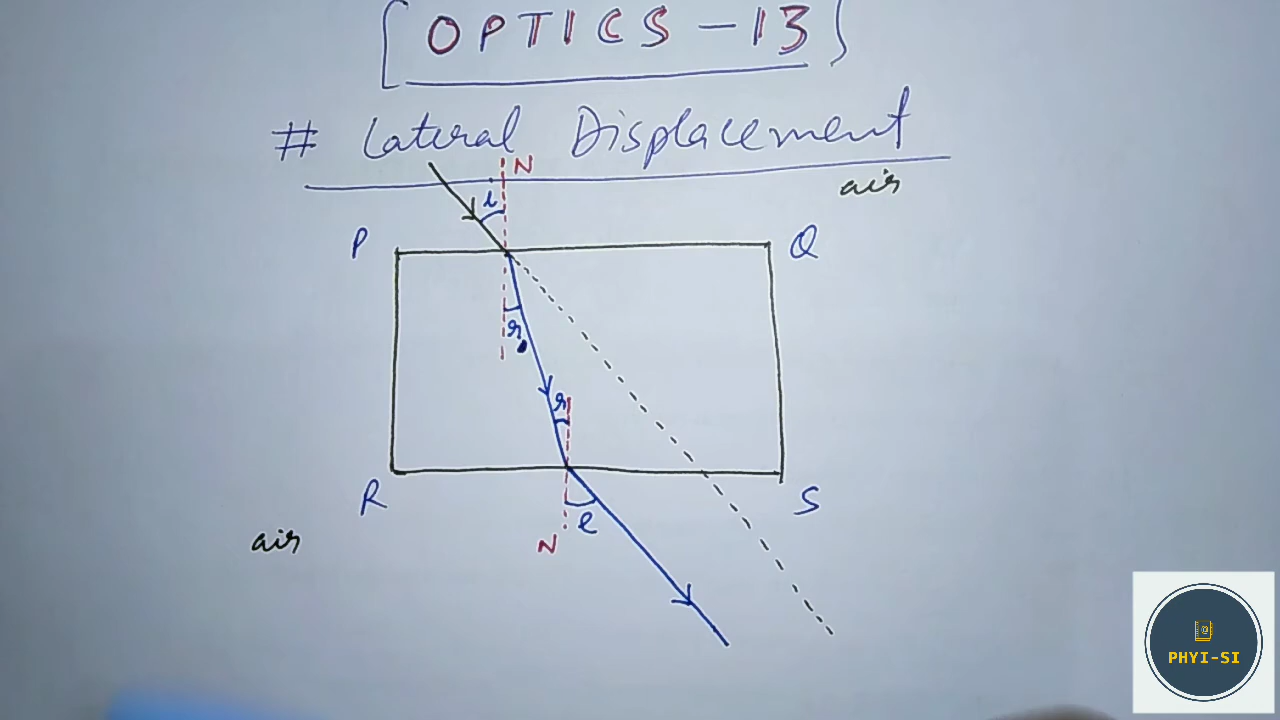 [OPTICS - 13}
# Lateral Displacement
N
air
i
P
Q
r
r
R
S
e
air
N
PHYI-SI